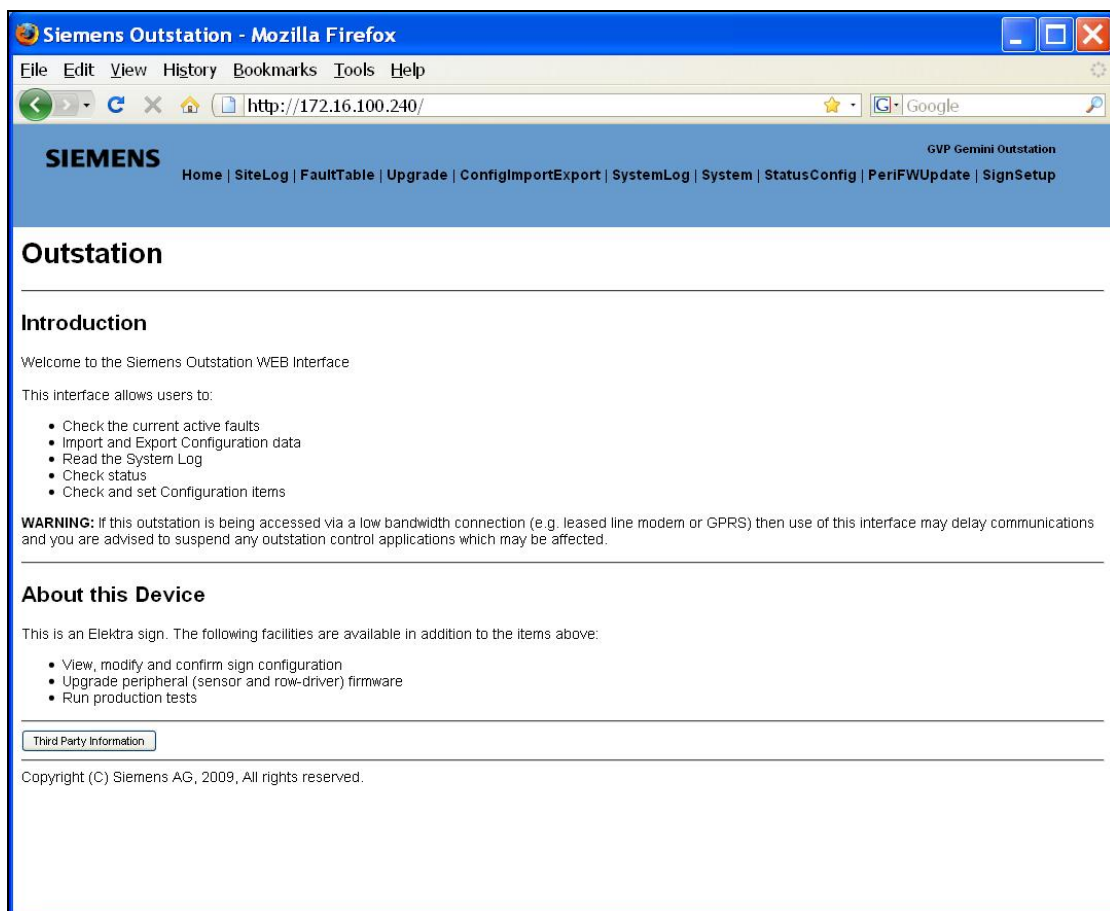 Siemens Outstation - Mozilla Firefox
File Edit View History Bookmarks Tools Help
http://172.16.100.240/
G Google
SIEMENS
GVP Gemini Outstation
Home | SiteLog | FaultTable | Upgrade | ConfigImportExport | SystemLog | System | StatusConfig | PeriFWUpdate | SignSetup
Outstation
Introduction
Welcome to the Siemens Outstation WEB Interface
This interface allows users to:
• Check the current active faults
• Import and Export Configuration data
• Read the System Log
• Check status
• Check and set Configuration items
WARNING: If this outstation is being accessed via a low bandwidth connection (e.g. leased line modem or GPRS) then use of this interface may delay communications
and you are advised to suspend any outstation control applications which may be affected.
About this Device
This is an Elektra sign. The following facilities are available in addition to the items above:
• View, modify and confirm sign configuration
• Upgrade peripheral (sensor and row-driver) firmware
• Run production tests
Third Party Information
Copyright (C) Siemens AG, 2009, All rights reserved.